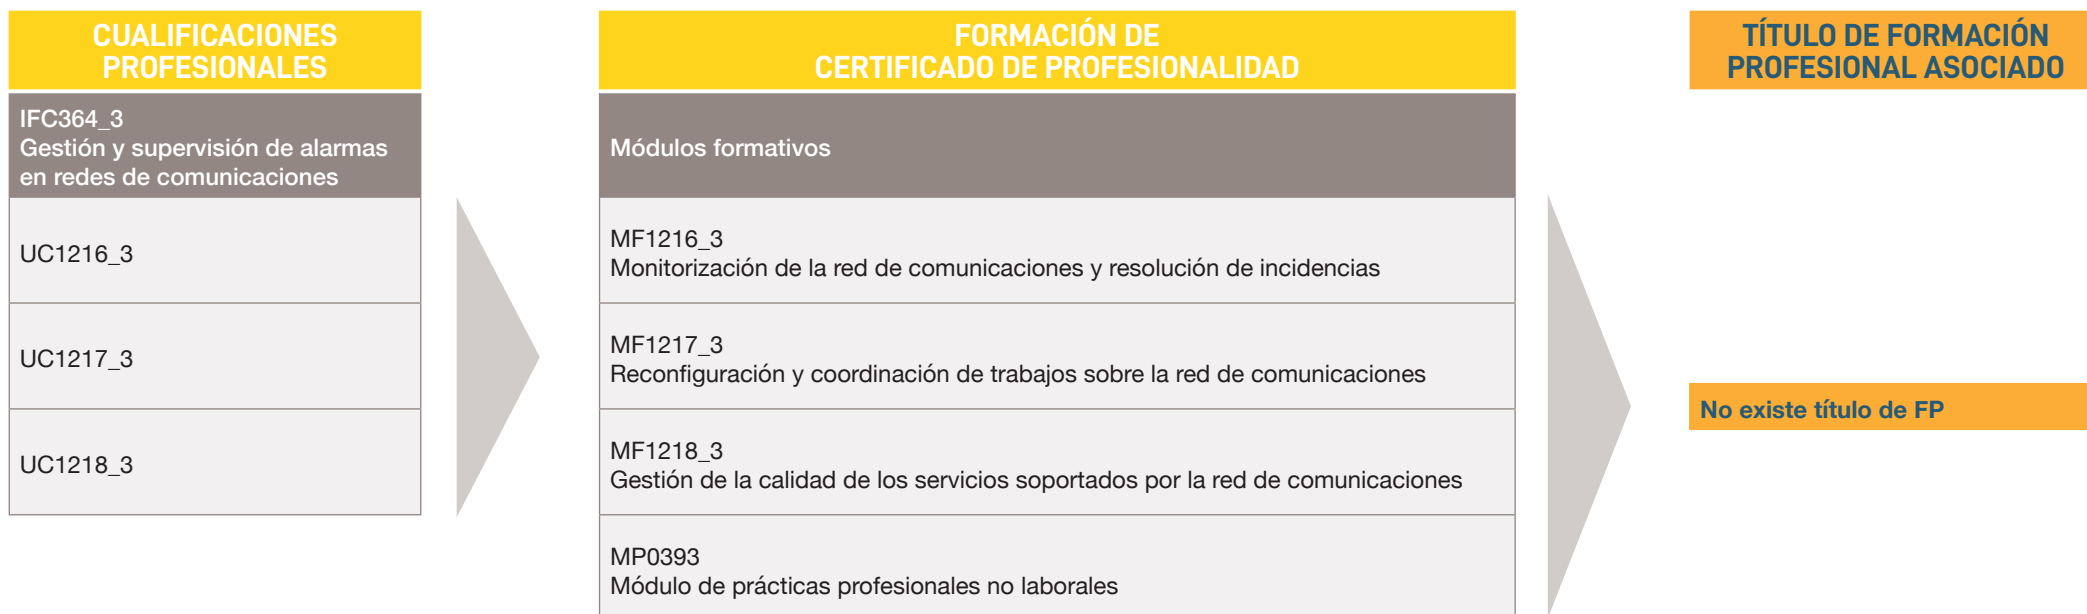 CUALIFICACIONES
PROFESIONALES
IFC364_3
Gestión y supervisión de alarmas
en redes de comunicaciones
UC1216_3
UC1217_3
UC1218_3
FORMACIÓN DE
CERTIFICADO DE PROFESIONALIDAD
Módulos formativos
MF1216_3
Monitorización de la red de comunicaciones y resolución de incidencias
MF1217_3
Reconfiguración y coordinación de trabajos sobre la red de comunicaciones
MF1218_3
Gestión de la calidad de los servicios soportados por la red de comunicaciones
MP0393
Módulo de prácticas profesionales no laborales
TÍTULO DE FORMACIÓN
PROFESIONAL ASOCIADO
No existe título de FP